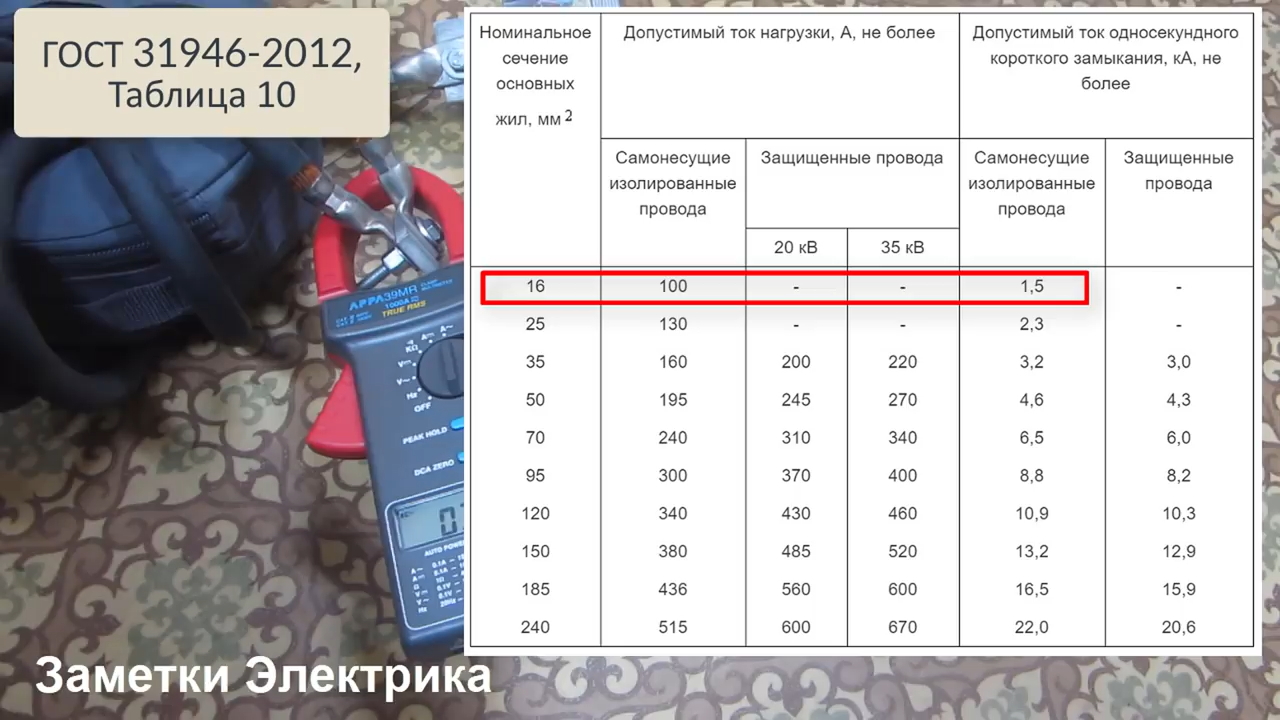 ГОСТ 31946-2012,
Таблица 10
Номинальное
сечение
основных
жил, мм 2
Допустимый ток нагрузки, А, не более
Допустимый ток односекундного
короткого замыкания, кА, не
более
Самонесущие
изолированные
провода
Защищенные провода
Самонесущие
изолированные
провода
Защищенные
провода
20 кВ 35 кВ
16 100 - - 1,5 -
25 130 - - 2,3 -
35 160 200 220 3,2 3,0
50 195 245 270 4,6 4,3
70 240 310 340 6,5 6,0
95 300 370 400 8,8 8,2
120 340 430 460 10,9 10,3
150 380 485 520 13,2 12,9
185 436 560 600 16,5 15,9
240 515 600 670 22,0 20,6
APPA 39MR
1000A
TRUE RMS
KΩ
V
V~
Hz
OFF
A
A~
PEAK HOLD
DCA ZERO
AUTO POWER
Заметки Электрика